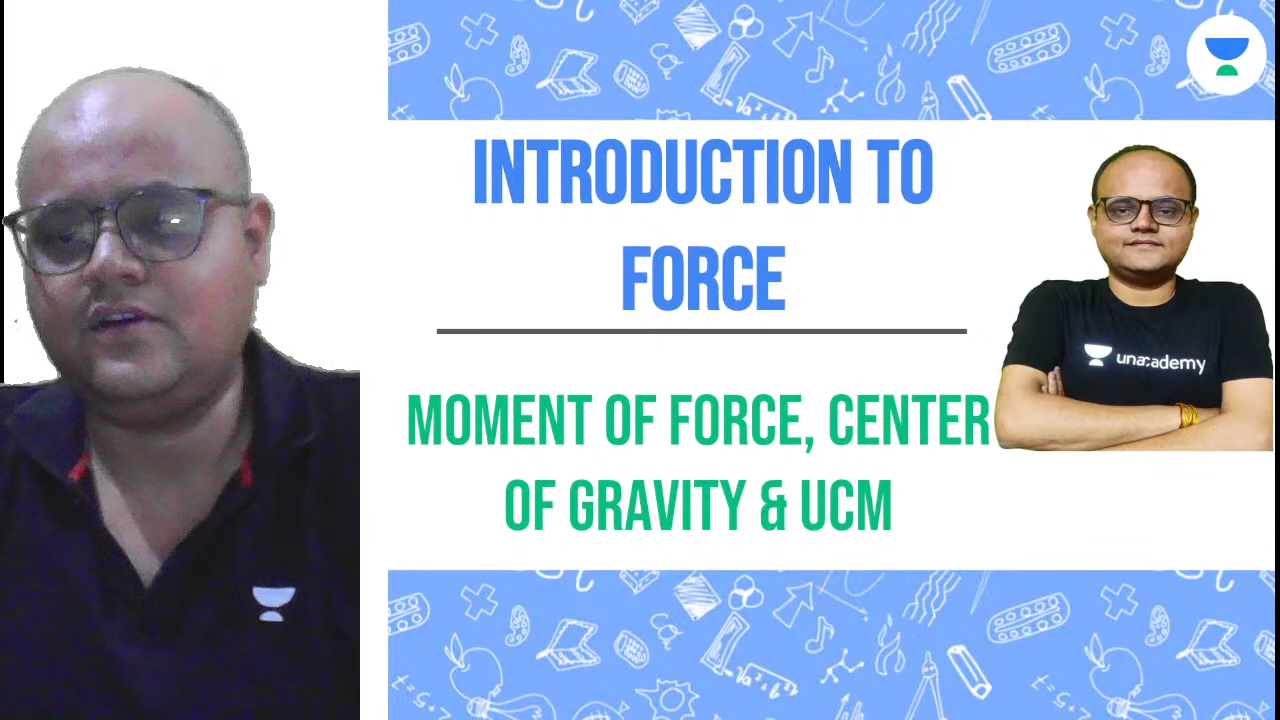 INTRODUCTION TO
FORCE
MOMENT OF FORCE, CENTER
OF GRAVITY & UCM
unacademy